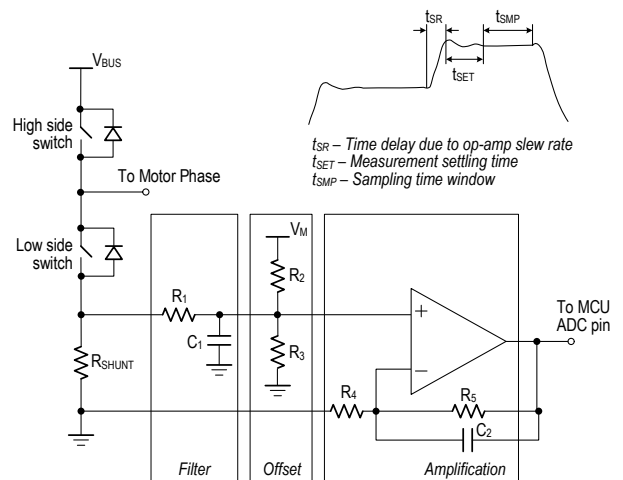 tSR
tSMP
tSET
VBUS
High side
switch
tSR – Time delay due to op-amp slew rate
tSET – Measurement settling time
tSMP – Sampling time window
To Motor Phase
Low side
switch
VM
R2
R1
C1
R3
+
−
To MCU
ADC pin
RSHUNT
R4
R5
C2
Filter
Offset
Amplification